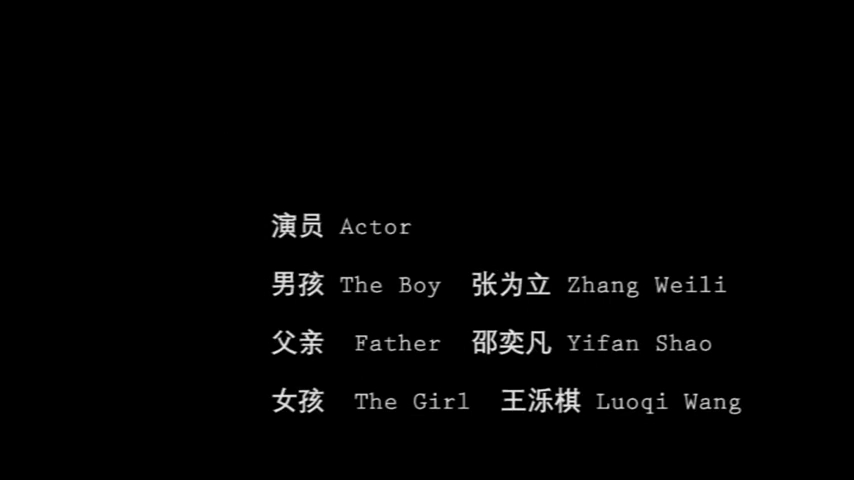 演员 Actor
男孩 The Boy 张为立 Zhang Weili
父亲 Father 邵奕凡 Yifan Shao
女孩 The Girl 王泺棋 Luoqi Wang